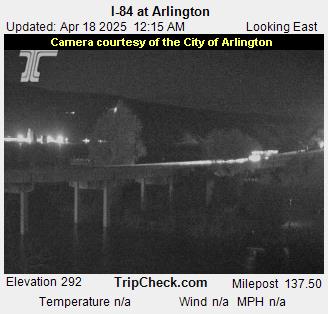 I-84 at Arlington
Updated: Apr 18 2025 12:15 AM Looking East
Camera courtesy of the City of Arlington
Elevation 292 TripCheck.com Milepost 137.50
Temperature n/a Wind n/a MPH n/a